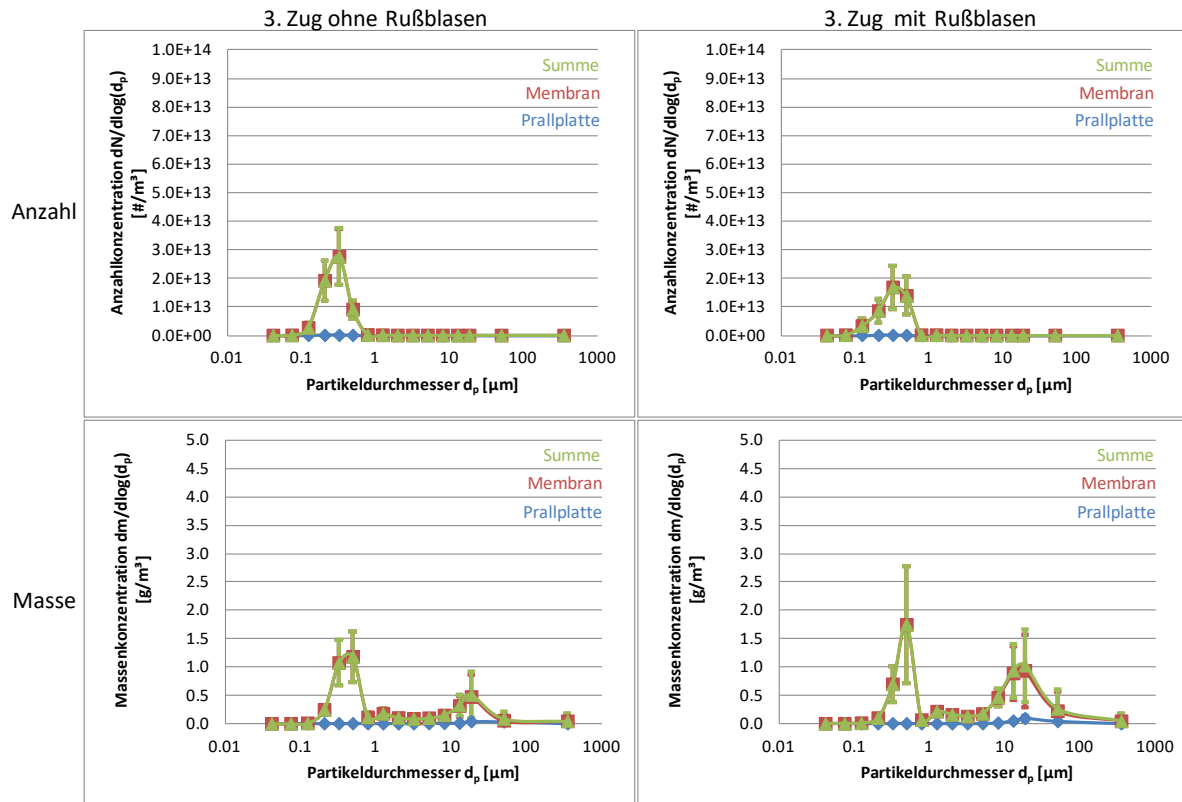 3. Zug ohne Rußblasen
3. Zug mit Rußblasen
Anzahl
Anzahlkonzentration dN/dlog(dp)
[#/m³]
1.0E+14
9.0E+13
8.0E+13
7.0E+13
6.0E+13
5.0E+13
4.0E+13
3.0E+13
2.0E+13
1.0E+13
0.0E+00
Summe
Membran
Prallplatte
0.01 0.1 1 10 100 1000
Partikeldurchmesser dp [µm]
Anzahlkonzentration dN/dlog(dp)
[#/m³]
1.0E+14
9.0E+13
8.0E+13
7.0E+13
6.0E+13
5.0E+13
4.0E+13
3.0E+13
2.0E+13
1.0E+13
0.0E+00
Summe
Membran
Prallplatte
0.01 0.1 1 10 100 1000
Partikeldurchmesser dp [µm]
Masse
Massenkonzentration dm/dlog(dp)
[g/m³]
5.0
4.5
4.0
3.5
3.0
2.5
2.0
1.5
1.0
0.5
0.0
Summe
Membran
Prallplatte
0.01 0.1 1 10 100 1000
Partikeldurchmesser dp [µm]
Massenkonzentration dm/dlog(dp)
[g/m³]
5.0
4.5
4.0
3.5
3.0
2.5
2.0
1.5
1.0
0.5
0.0
Summe
Membran
Prallplatte
0.01 0.1 1 10 100 1000
Partikeldurchmesser dp [µm]